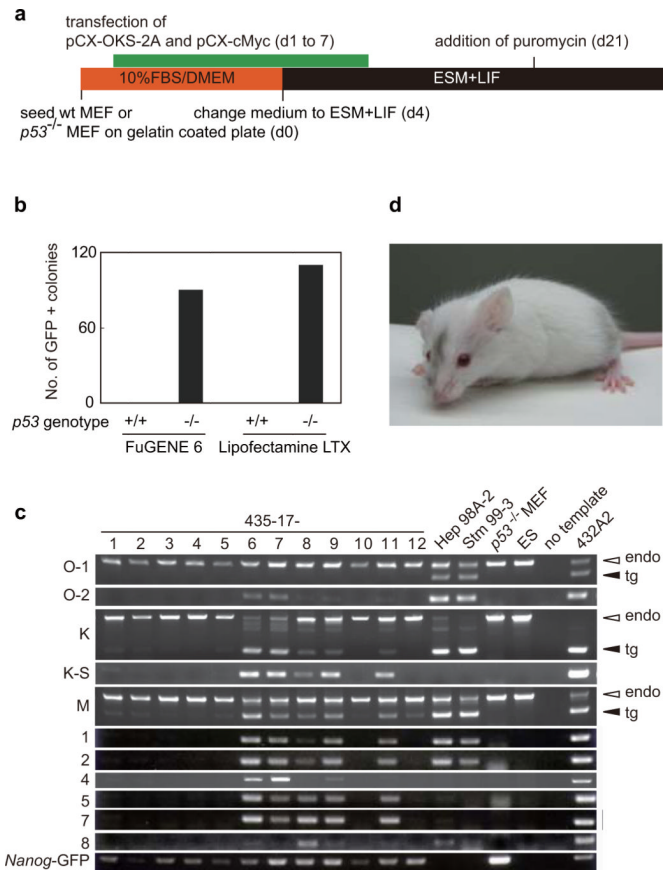 a
transfection of
pCX-OKS-2A and pCX-cMyc (d1 to 7)
addition of puromycin (d21)
10%FBS/DMEM
ESM+LIF
seed wt MEF or
p53-/- MEF on gelatin coated plate (d0)
change medium to ESM+LIF (d4)
b
No. of GFP + colonies
120
60
0
p53 genotype
+/+
-/-
+/+
-/-
FuGENE 6
Lipofectamine LTX
d
c
435-17-
1 2 3 4 5 6 7 8 9 10 11 12
Hep 98A-2
Stm 99-3
p53-/- MEF
ES
no template
432A2
O-1
endo
tg
O-2
K
endo
tg
K-S
M
endo
tg
1
2
4
5
7
8
Nanog-GFP